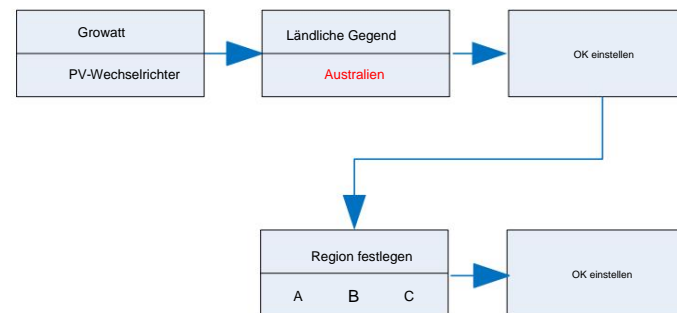 Growatt
PV-Wechselrichter
Ländliche Gegend
Australien
OK einstellen
Region festlegen
A B C
OK einstellen